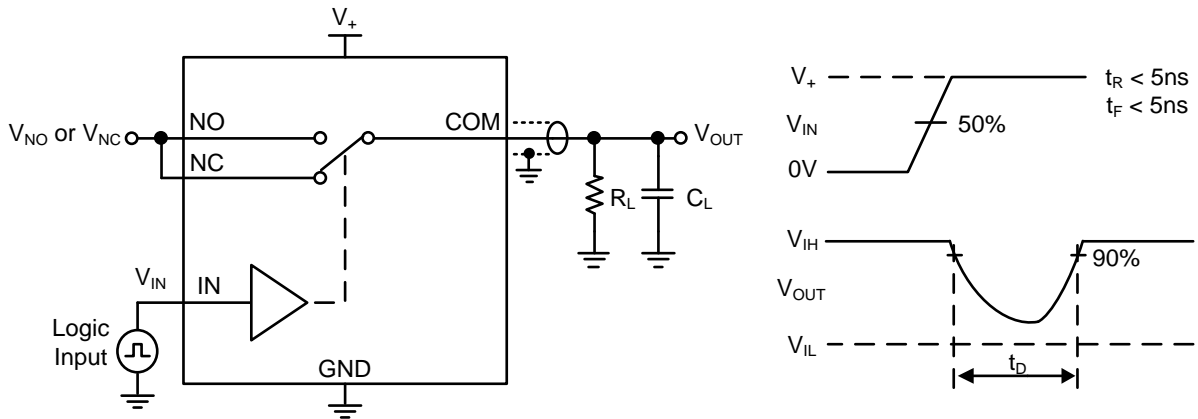 V+
NO
COM
V_NO or V_NC
NC
V_OUT
R_L
C_L
V_IN
IN
Logic
Input
GND
V+
t_R < 5ns
t_F < 5ns
V_IN
50%
0V
V_IH
90%
V_OUT
V_IL
t_D